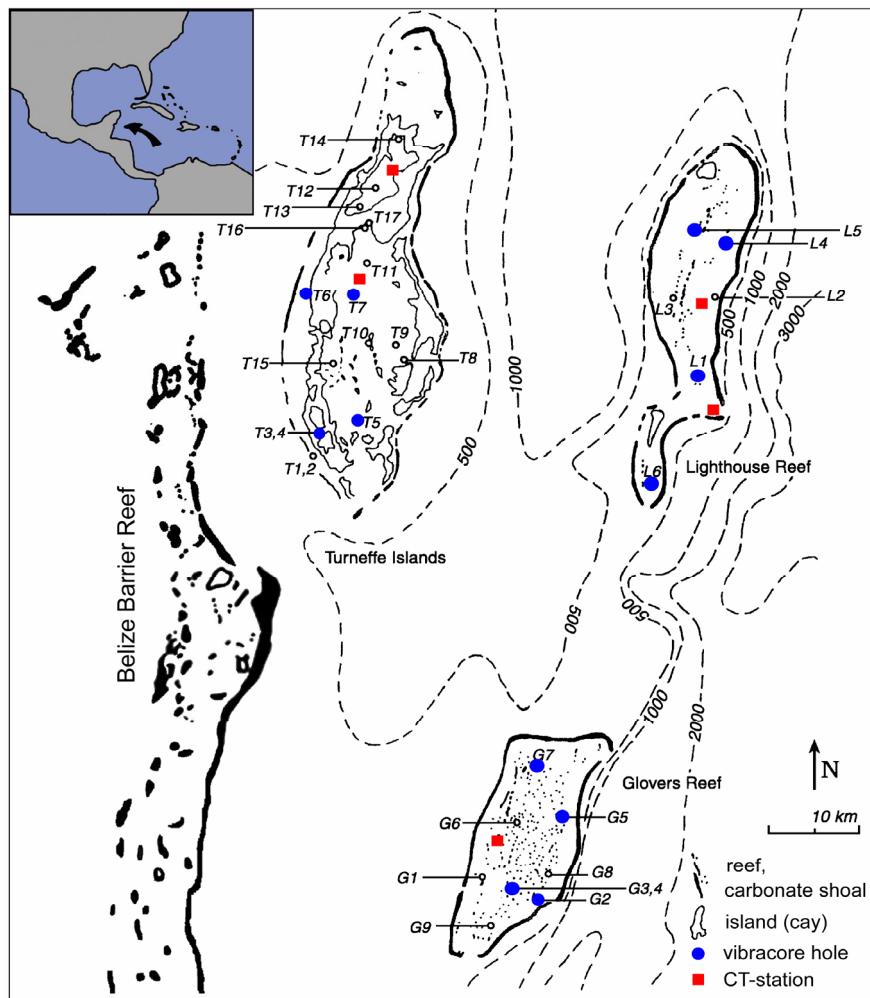 T14
T12
T13
T17
T16
T11
T6
T7
T10
T9
T15
T8
T5
T3,4
T1,2
L5
L4
L3
L2
L1
L6
500
1000
2000
3000
1000
500
Lighthouse Reef
Turneffe Islands
Belize Barrier Reef
500
500
1000
2000
G7
Glovers Reef
G6
G5
G1
G8
G3,4
G2
G9
N
10 km
reef,
carbonate shoal
island (cay)
vibracore hole
CT-station